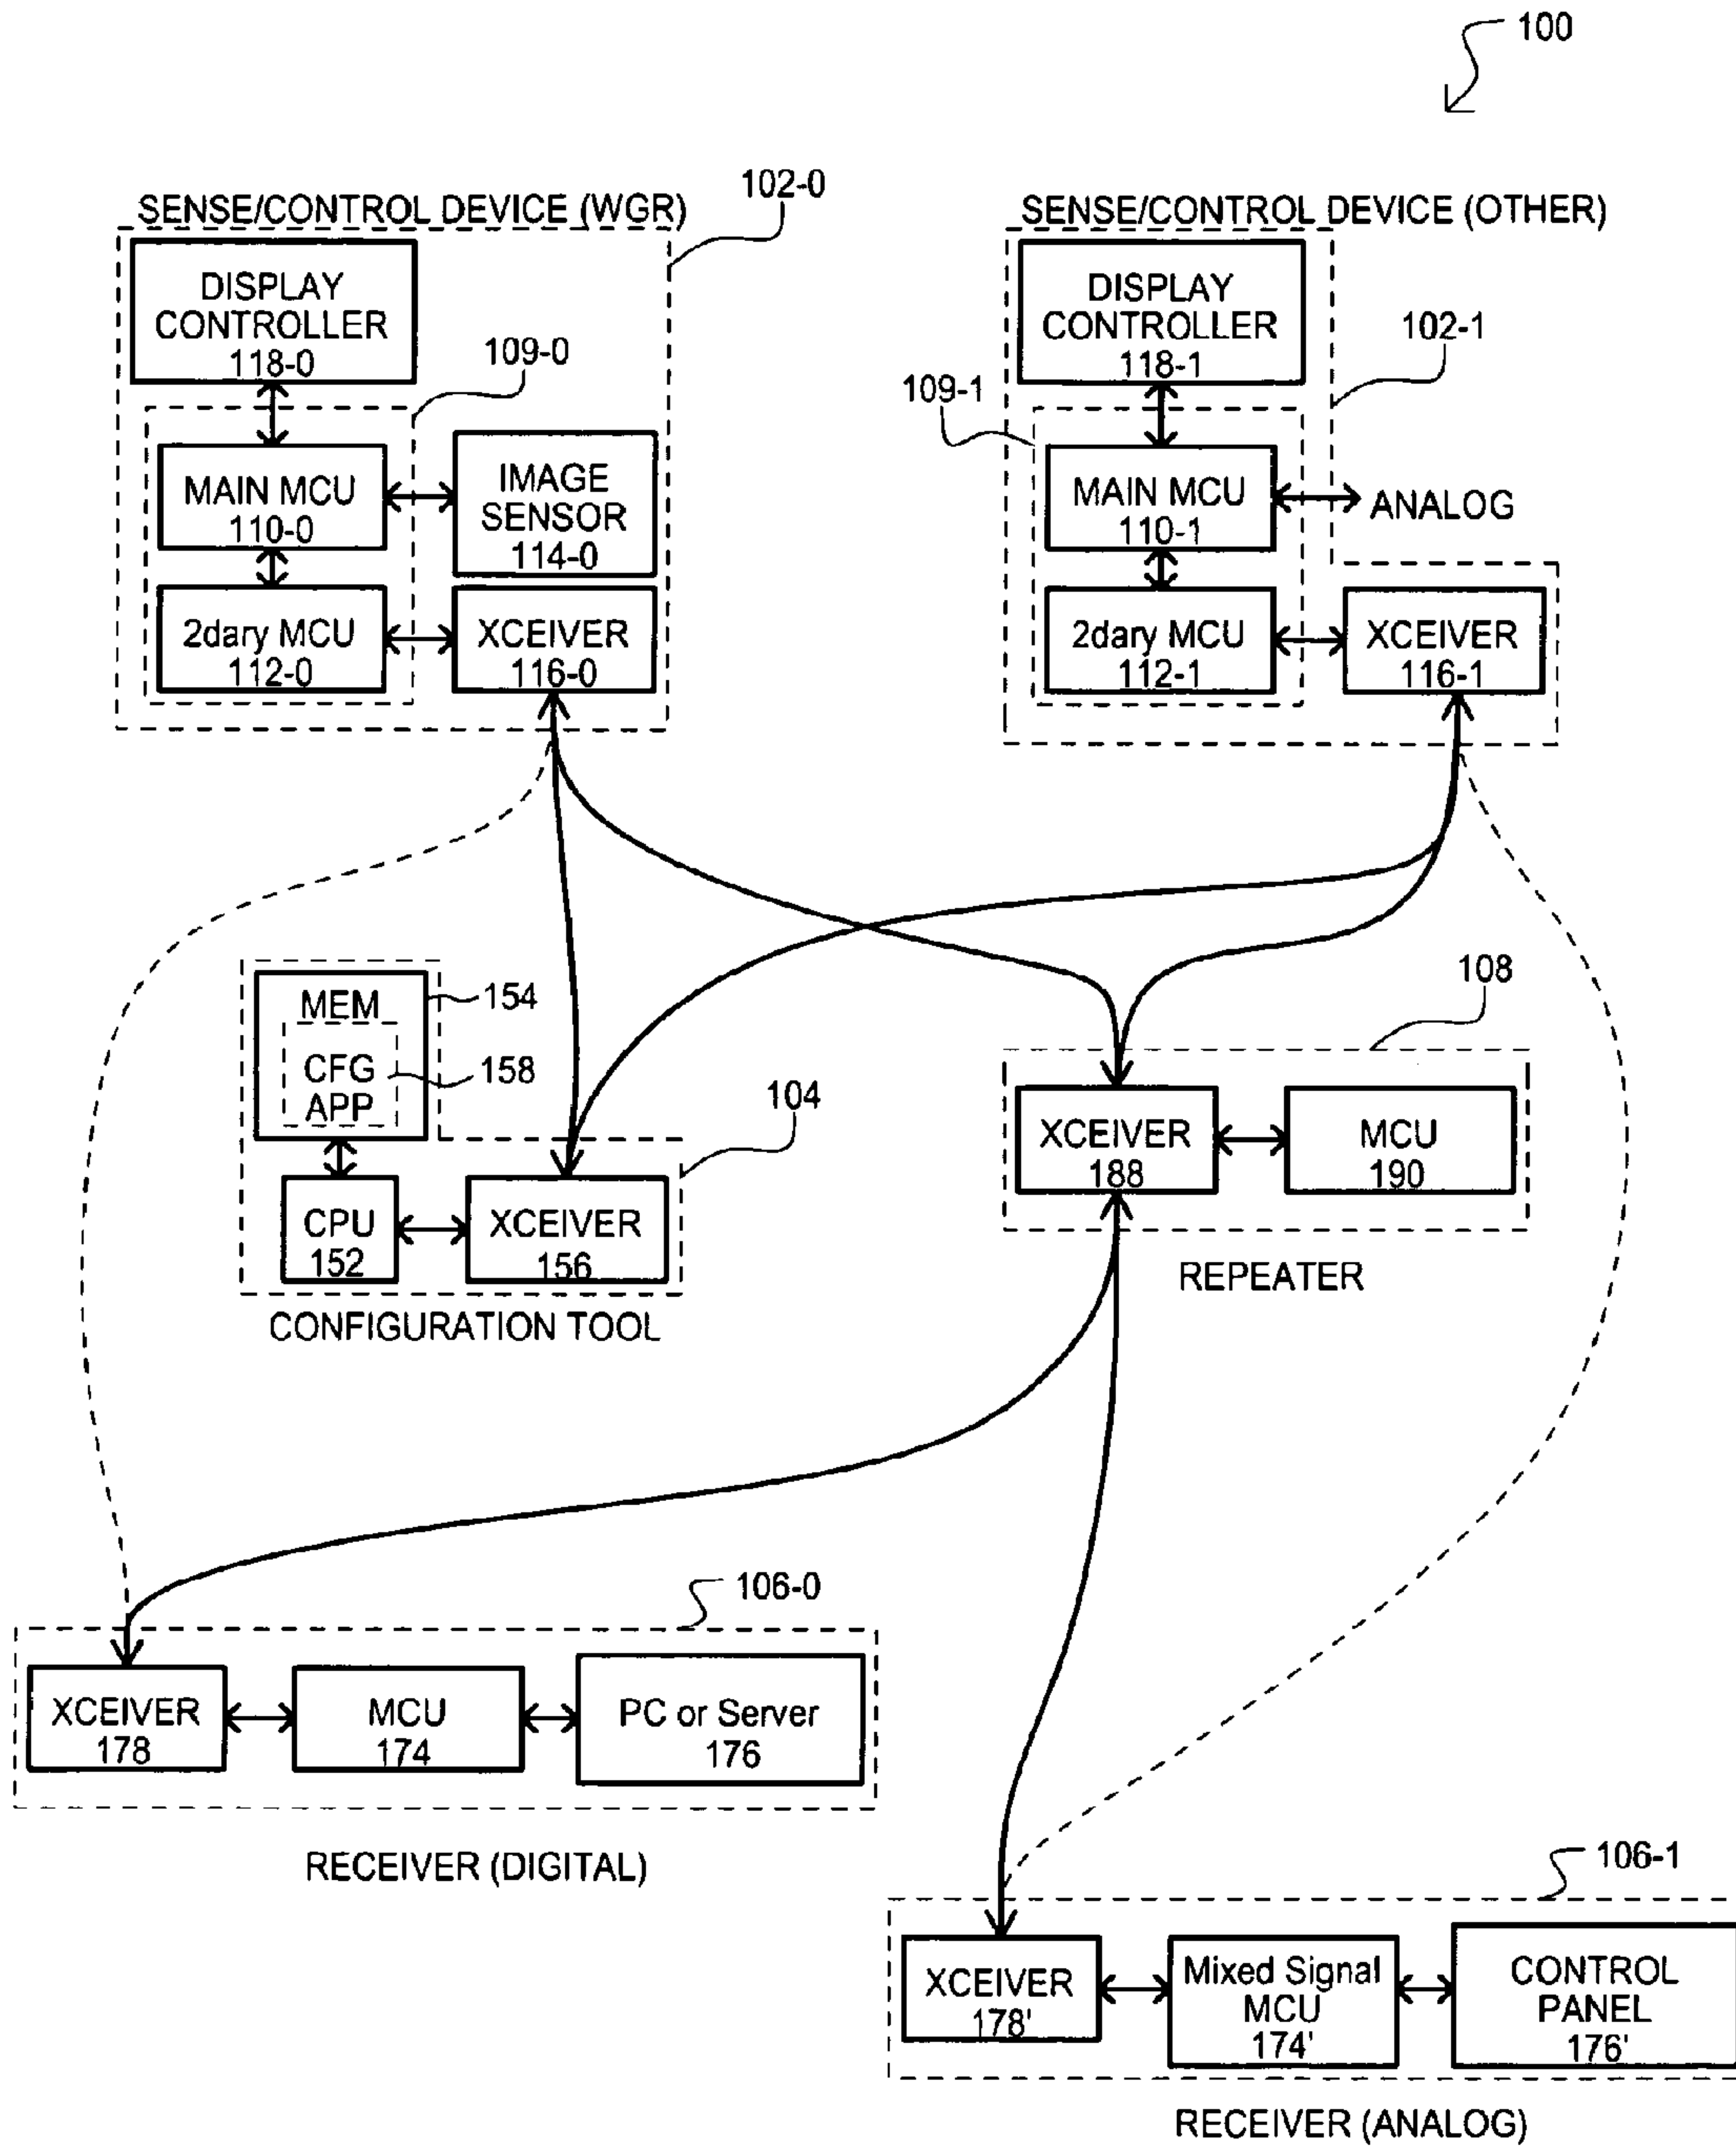 100
SENSE/CONTROL DEVICE (WGR)
102-0
DISPLAY
CONTROLLER
118-0
109-0
MAIN MCU
110-0
IMAGE
SENSOR
114-0
2dary MCU
112-0
XCEIVER
116-0
SENSE/CONTROL DEVICE (OTHER)
DISPLAY
CONTROLLER
118-1
102-1
109-1
MAIN MCU
110-1
ANALOG
2dary MCU
112-1
XCEIVER
116-1
MEM
154
CFG
APP
158
104
CPU
152
XCEIVER
156
CONFIGURATION TOOL
108
XCEIVER
188
MCU
190
REPEATER
106-0
XCEIVER
178
MCU
174
PC or Server
176
RECEIVER (DIGITAL)
106-1
XCEIVER
178'
Mixed Signal
MCU
174'
CONTROL
PANEL
176'
RECEIVER (ANALOG)